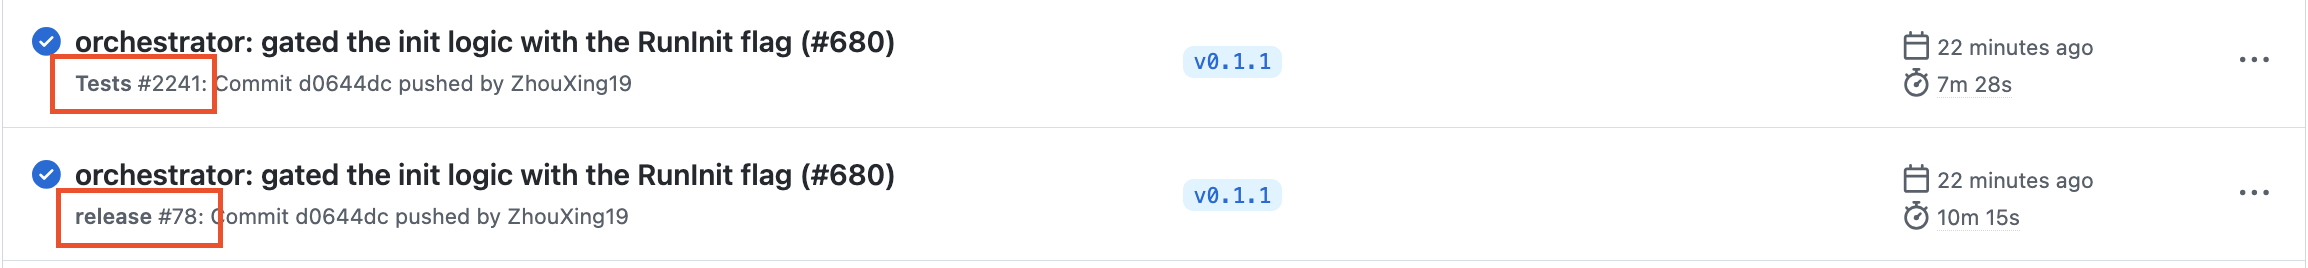 orchestrator: gated the init logic with the RunInit flag (#680)
Tests #2241: Commit d0644dc pushed by ZhouXing19
v0.1.1
22 minutes ago
7m 28s
orchestrator: gated the init logic with the RunInit flag (#680)
release #78: Commit d0644dc pushed by ZhouXing19
v0.1.1
22 minutes ago
10m 15s